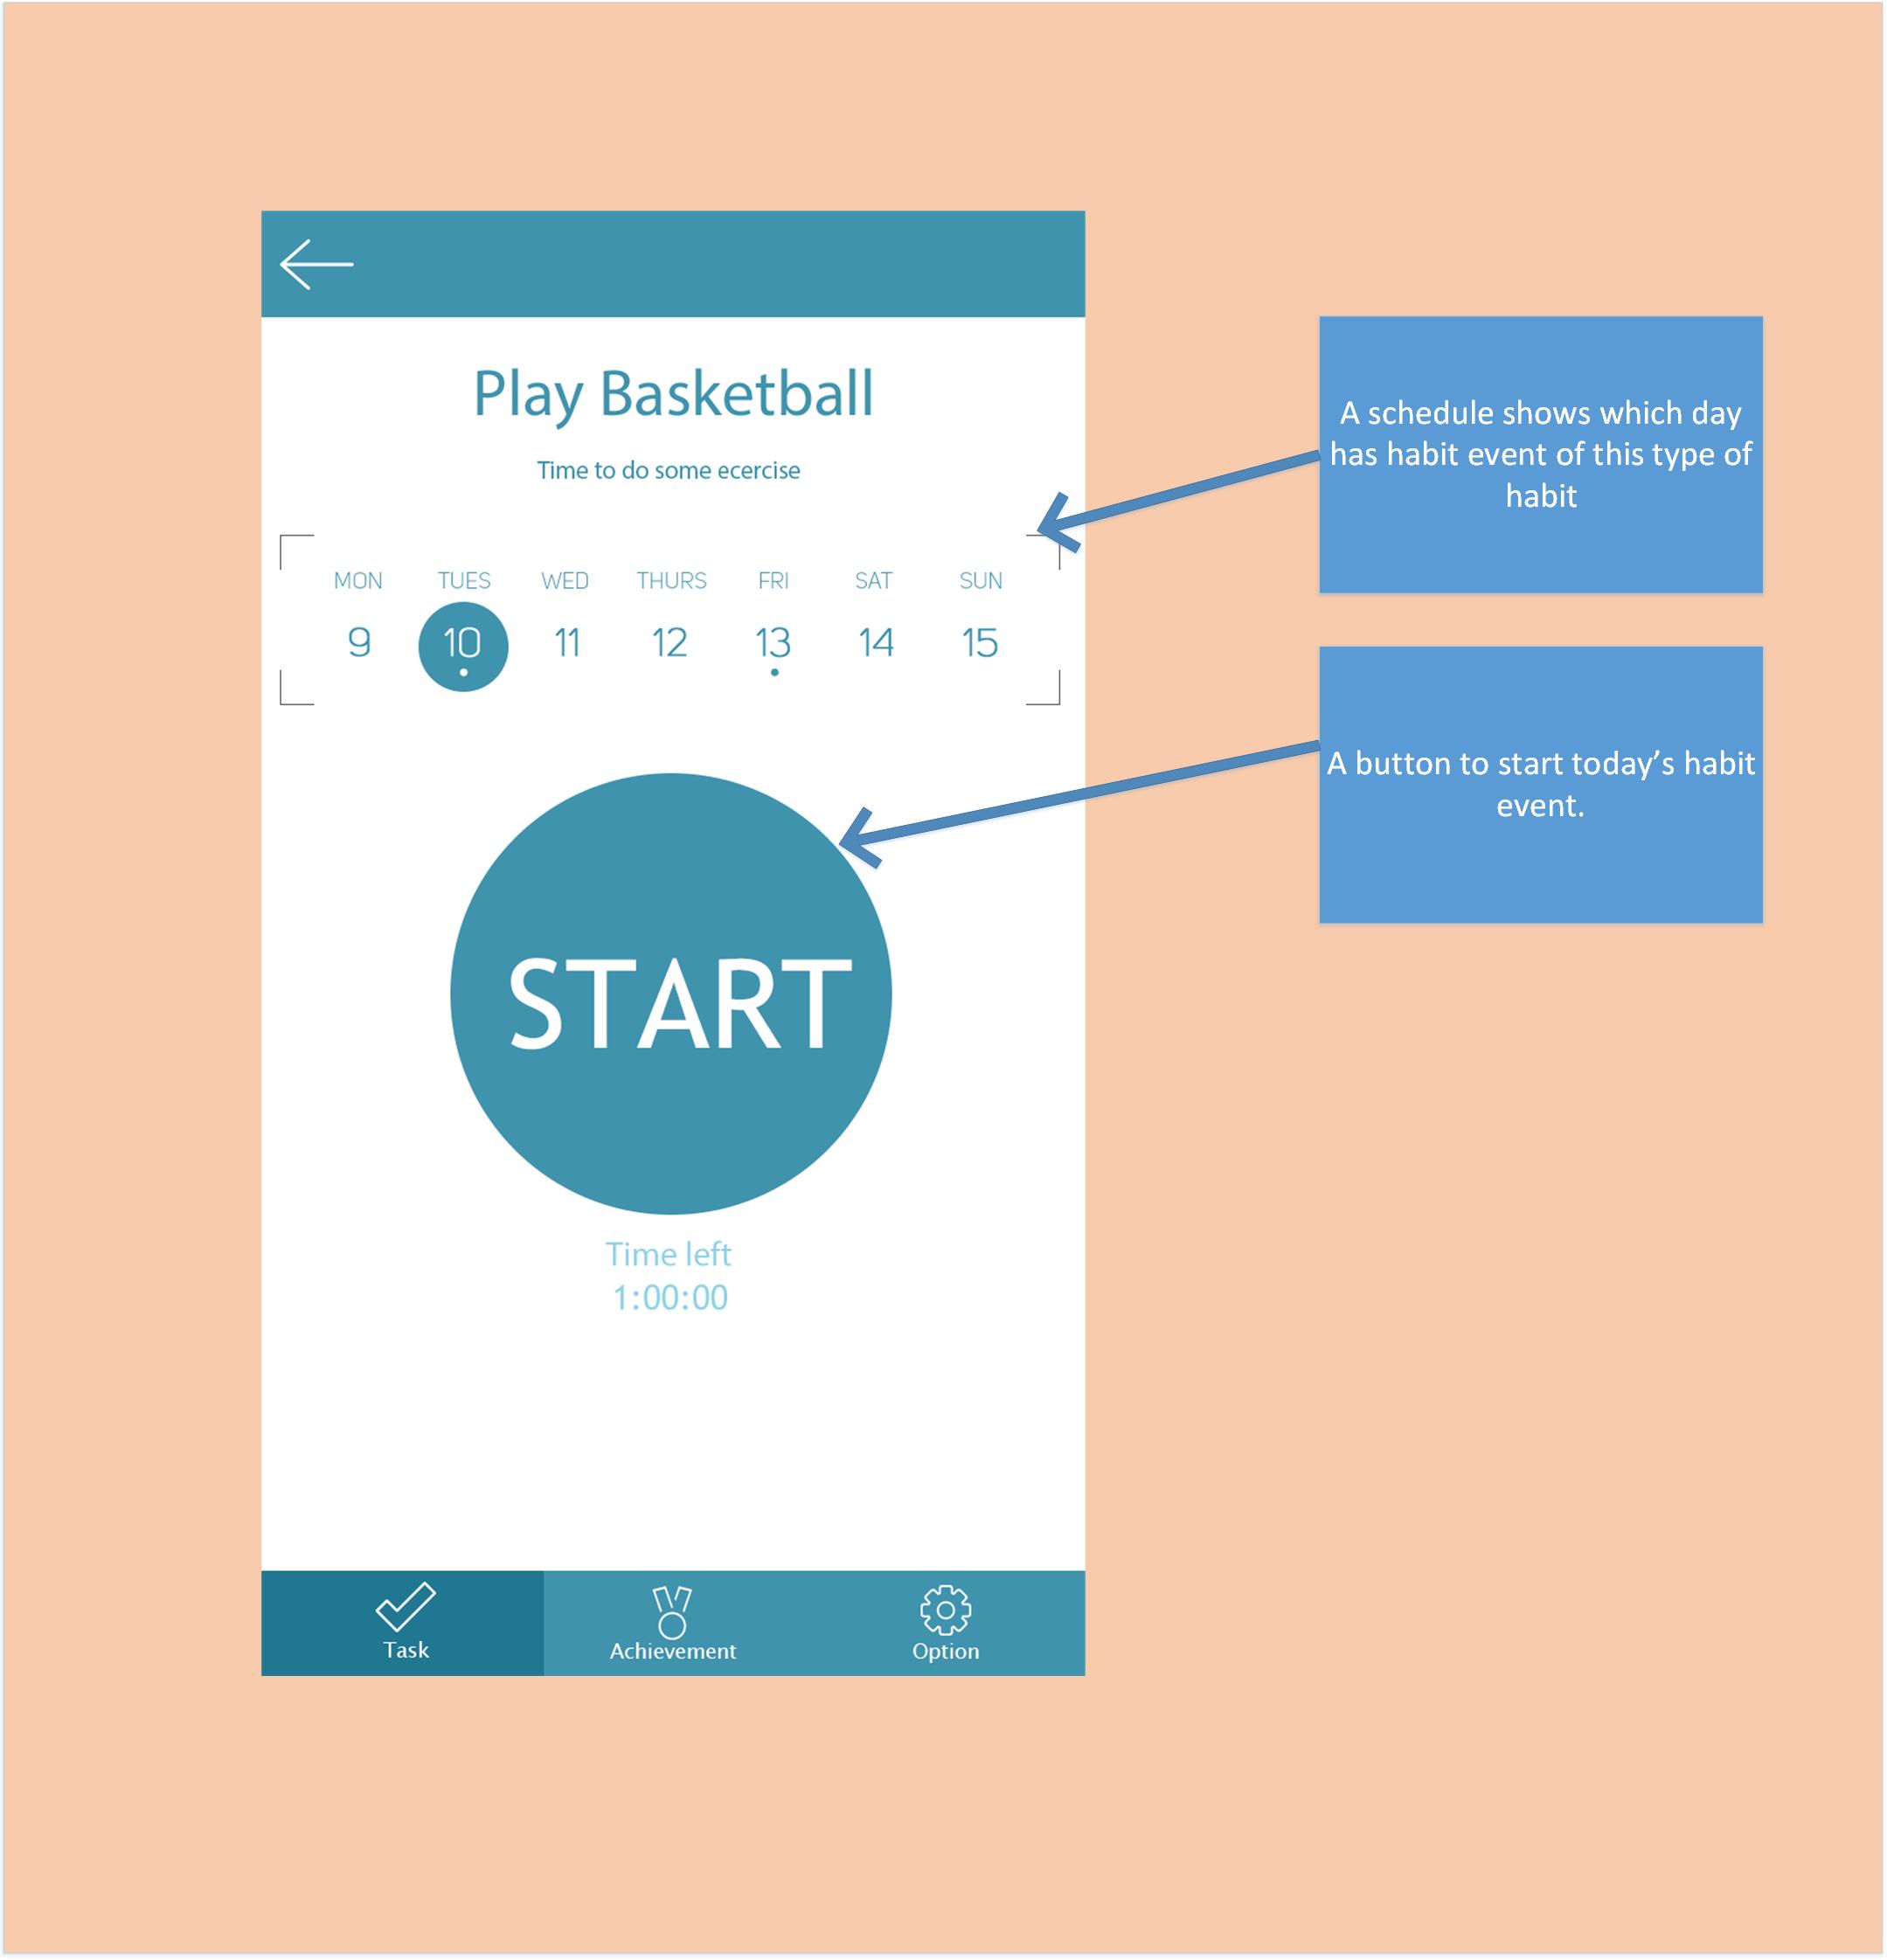 Play Basketball
Time to do some ecercise
MON TUES WED THURS FRI SAT SUN
9 10 11 12 13 14 15
START
Time left
1:00:00
Task Achievement Option
A schedule shows which day
has habit event of this type of
habit
A button to start today’s habit
event.